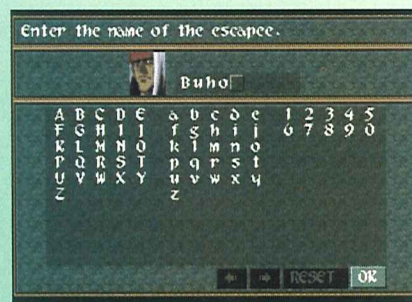 Enter the name of the escapee.
Buho
A B C D E a b c d e 1 2 3 4 5
F G H I J f g h i j 6 7 8 9 0
K L M N O k l m n o
P Q R S T p q r s t
U V W X Y u v w x y
Z z
RESET OK